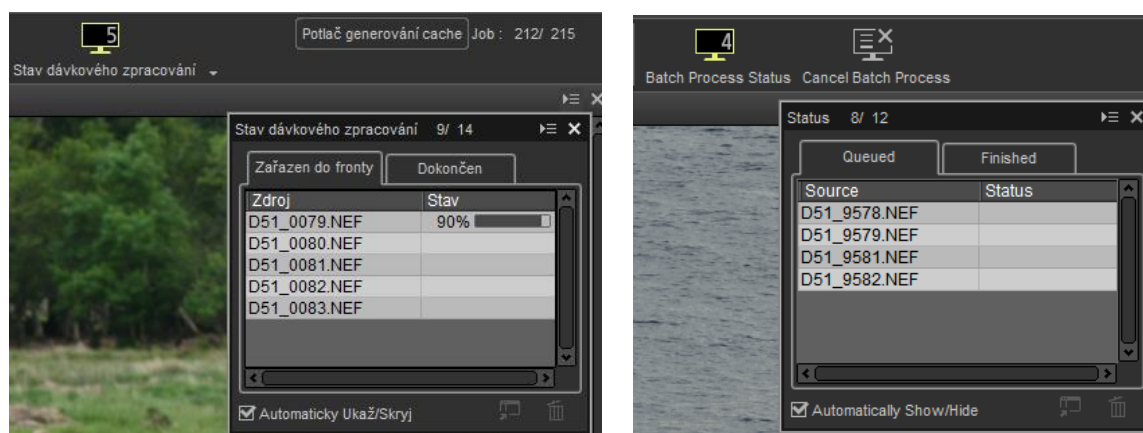 5
Potlač generování cache Job : 212/ 215
Stav dávkového zpracování
Stav dávkového zpracování 9/ 14
Zařazen do fronty Dokončen
Zdroj Stav
D51_0079.NEF 90%
D51_0080.NEF
D51_0081.NEF
D51_0082.NEF
D51_0083.NEF
Automaticky Ukaž/Skryj
4
Batch Process Status Cancel Batch Process
Status 8/ 12
Queued Finished
Source Status
D51_9578.NEF
D51_9579.NEF
D51_9581.NEF
D51_9582.NEF
Automatically Show/Hide